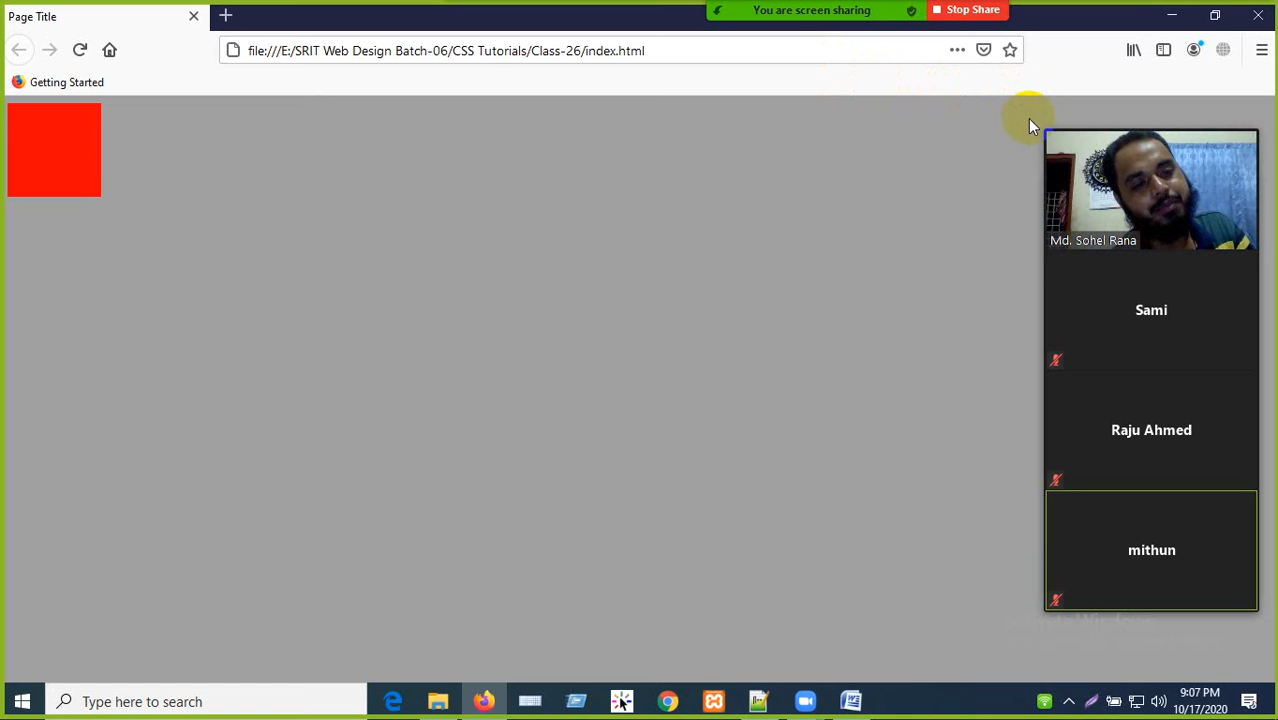 Page Title
You are screen sharing
Stop Share
file:///E:/SRIT Web Design Batch-06/CSS Tutorials/Class-26/index.html
Getting Started
Md. Sohel Rana
Sami
Raju Ahmed
mithun
Type here to search
9:07 PM
10/17/2020